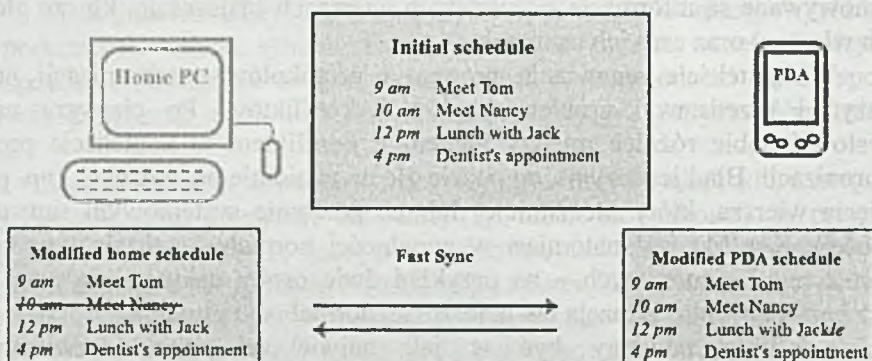 Home PC
Initial schedule
9 am Meet Tom
10 am Meet Nancy
12 pm Lunch with Jack
4 pm Dentist's appointment
PDA
Modified home schedule
9 am Meet Tom
10 am Meet Nancy
12 pm Lunch with Jack
4 pm Dentist's appointment
Fast Sync
Modified PDA schedule
9 am Meet Tom
10 am Meet Nancy
12 pm Lunch with Jackie
4 pm Dentist's appointment